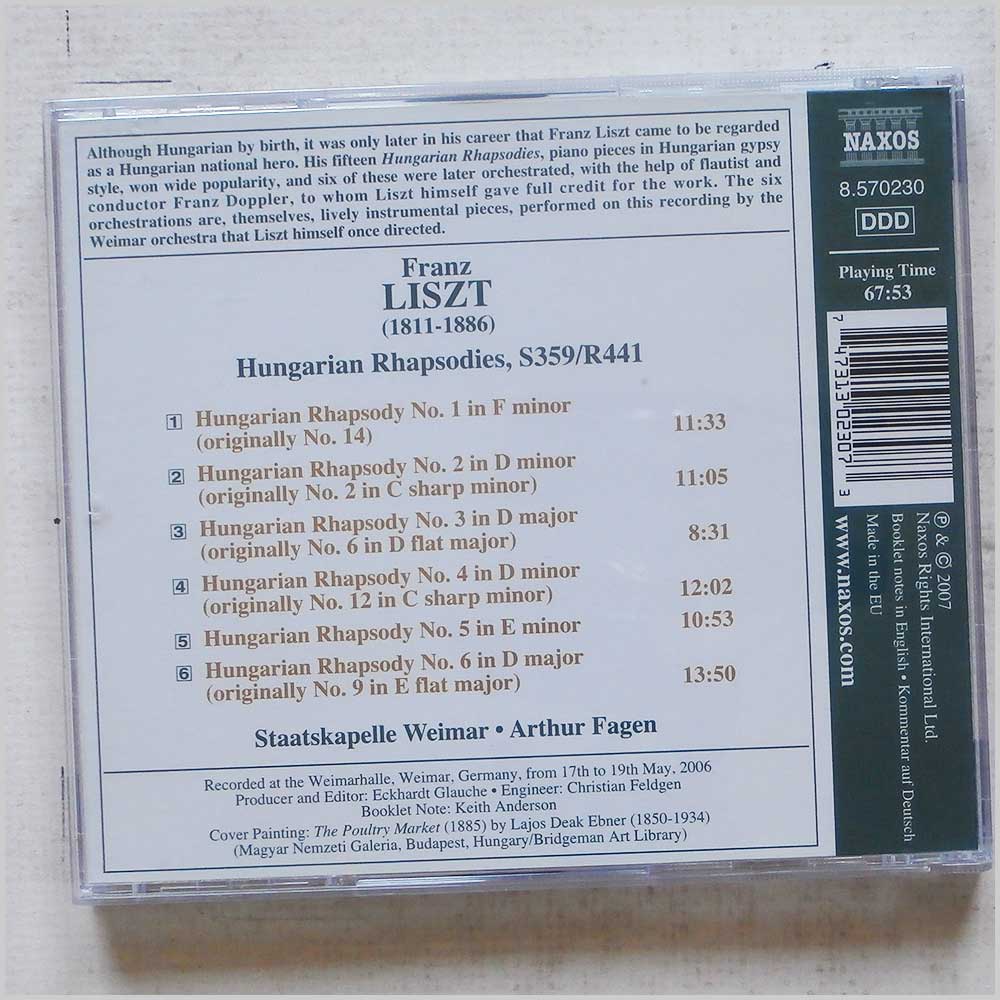 Although Hungarian by birth, it was only later in his career that Franz Liszt came to be regarded
as a Hungarian national hero. His fifteen Hungarian Rhapsodies, piano pieces in Hungarian gypsy
style, won wide popularity, and six of these were later orchestrated, with the help of flautist and
conductor Franz Doppler, to whom Liszt himself gave full credit for the work. The six
orchestrations are, themselves, lively instrumental pieces, performed on this recording by the
Weimar orchestra that Liszt himself once directed.
Franz
LISZT
(1811-1886)
Hungarian Rhapsodies, S359/R441
1 Hungarian Rhapsody No. 1 in F minor
(originally No. 14) 11:33
2 Hungarian Rhapsody No. 2 in D minor
(originally No. 2 in C sharp minor) 11:05
3 Hungarian Rhapsody No. 3 in D major
(originally No. 6 in D flat major) 8:31
4 Hungarian Rhapsody No. 4 in D minor
(originally No. 12 in C sharp minor) 12:02
5 Hungarian Rhapsody No. 5 in E minor 10:53
6 Hungarian Rhapsody No. 6 in D major
(originally No. 9 in E flat major) 13:50
Staatskapelle Weimar • Arthur Fagen
Recorded at the Weimarhalle, Weimar, Germany, from 17th to 19th May, 2006
Producer and Editor: Eckhardt Glauche • Engineer: Christian Feldgen
Booklet Note: Keith Anderson
Cover Painting: The Poultry Market (1885) by Lajos Deak Ebner (1850-1934)
(Magyar Nemzeti Galeria, Budapest, Hungary/Bridgeman Art Library)
NAXOS
8.570230
DDD
Playing Time
67:53
7 47313 02307 3
℗ & © 2007
Naxos Rights International Ltd.
Booklet notes in English • Kommentar auf Deutsch
Made in the EU
www.naxos.com